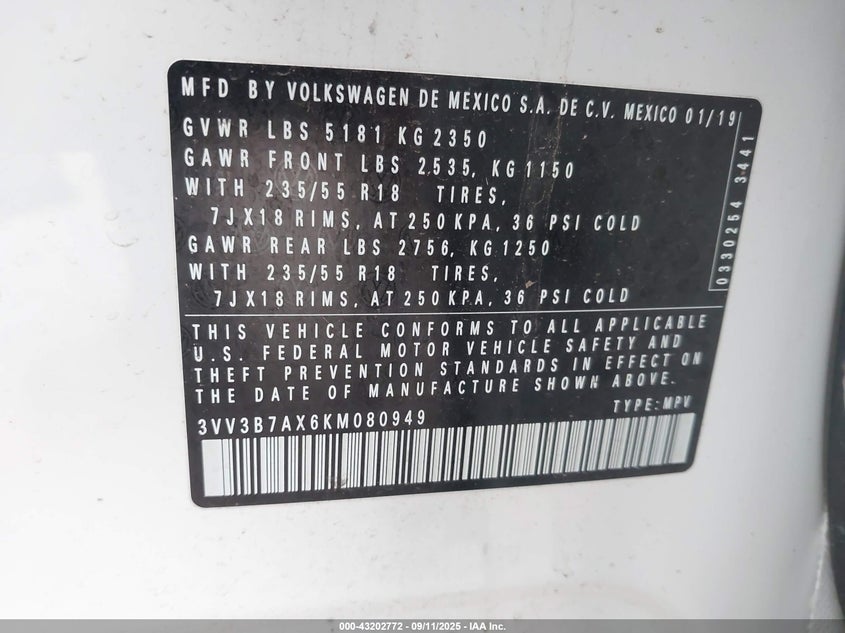 MFD BY VOLKSWAGEN DE MEXICO S.A. DE C.V. MEXICO 01/19
GVWR LBS 5181 KG 2350
GAWR FRONT LBS 2535, KG 1150
WITH 235/55 R18 TIRES,
7JX18 RIMS, AT 250 KPA, 36 PSI COLD
GAWR REAR LBS 2756, KG 1250
WITH 235/55 R18 TIRES,
7JX18 RIMS, AT 250 KPA, 36 PSI COLD
0330254 3441
THIS VEHICLE CONFORMS TO ALL APPLICABLE
U.S. FEDERAL MOTOR VEHICLE SAFETY AND
THEFT PREVENTION STANDARDS IN EFFECT ON
THE DATE OF MANUFACTURE SHOWN ABOVE.
TYPE: MPV
3VV3B7AX6KM080949
000-43202772 - 09/11/2025 - IAA Inc.